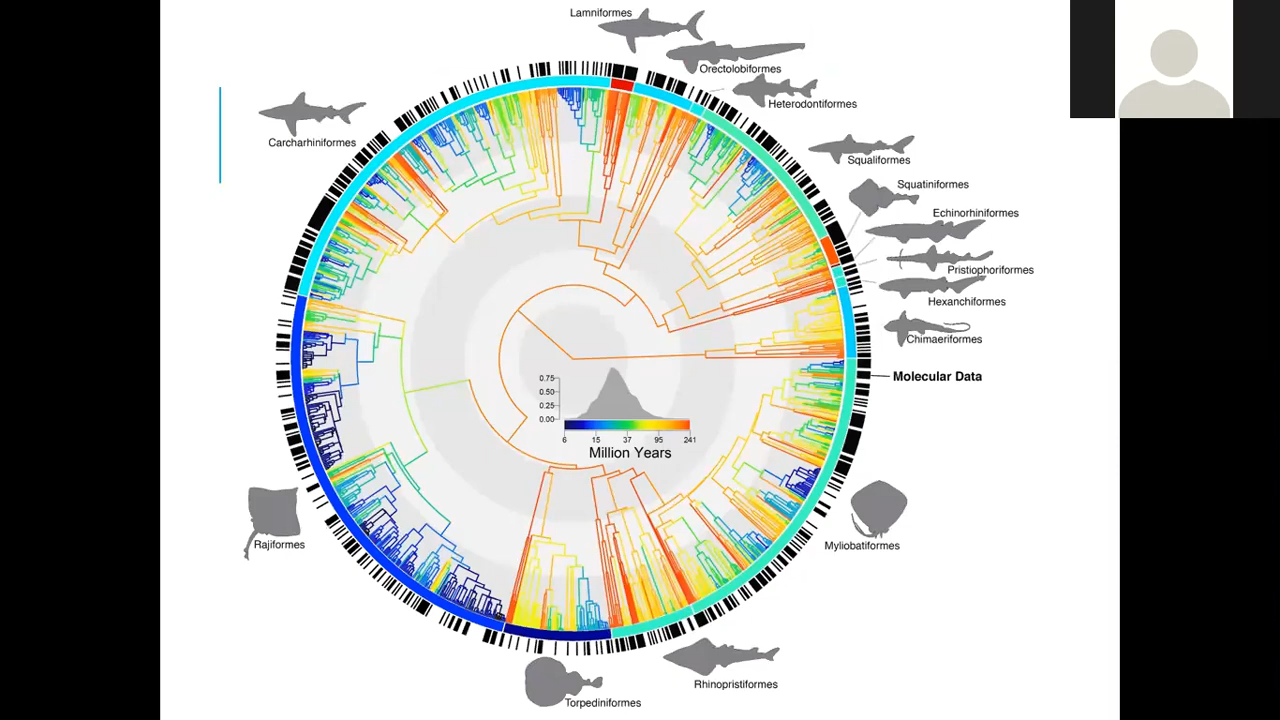 Lamniformes
Orectolobiformes
Heterodontiformes
Carcharhiniformes
Squaliformes
Squatiniformes
Echinorhiniformes
Pristiophoriformes
Hexanchiformes
Chimaeriformes
Molecular Data
0.75
0.50
0.25
0.00
6 15 37 95 241
Million Years
Rajiformes
Myliobatiformes
Rhinopristiformes
Torpediniformes